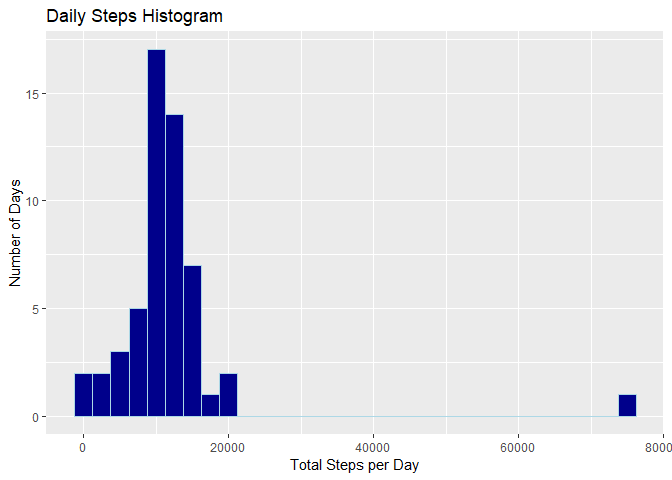 Daily Steps Histogram
15
10
5
0
Number of Days
0 20000 40000 60000 80000
Total Steps per Day